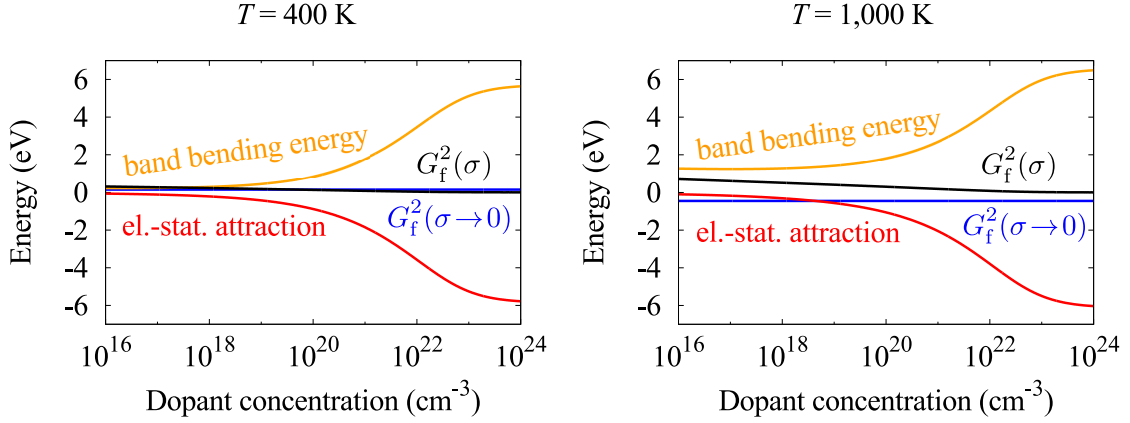 T = 400 K
Energy (eV)
6
4
2
0
-2
-4
-6
band bending energy
G_f^2(σ)
G_f^2(σ→0)
el.-stat. attraction
10^16
10^18
10^20
10^22
10^24
Dopant concentration (cm^-3)
T = 1,000 K
Energy (eV)
6
4
2
0
-2
-4
-6
band bending energy
G_f^2(σ)
el.-stat. attraction
G_f^2(σ→0)
10^16
10^18
10^20
10^22
10^24
Dopant concentration (cm^-3)